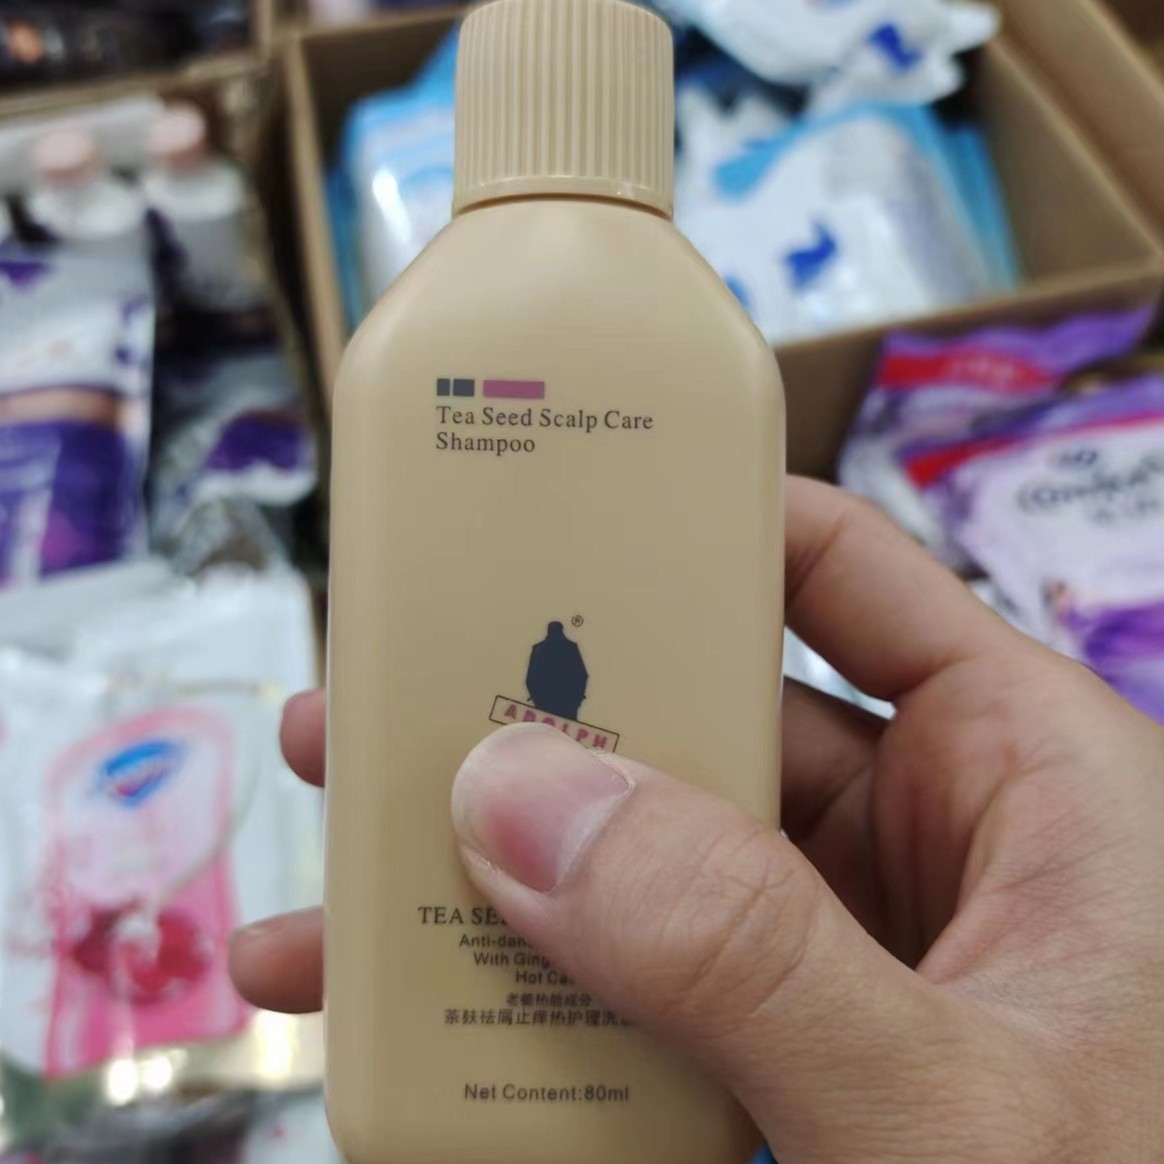 Tea Seed Scalp Care
Shampoo
®
ADOLPH
TEA SE
Anti-dan
With Ging
Hot Ca
老姜热能成分
茶麸祛屑止痒热护理洗
Net Content:80ml